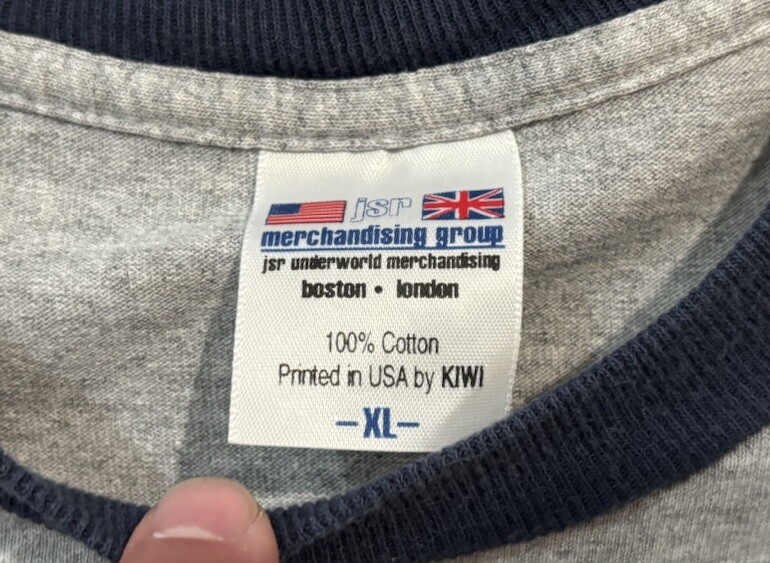 jsr
merchandising group
jsr underworld merchandising
boston • london
100% Cotton
Printed in USA by KIWI
-XL-